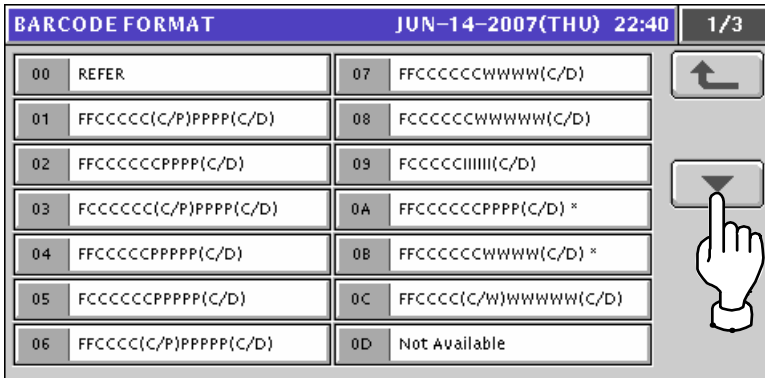 BARCODE FORMAT JUN-14-2007(THU) 22:40 1/3
00 REFER
01 FFCCCCC(C/P)PPPP(C/D)
02 FFCCCCCCPPPP(C/D)
03 FCCCCCC(C/P)PPPP(C/D)
04 FFCCCCCPPPPP(C/D)
05 FCCCCCCPPPPP(C/D)
06 FFCCCC(C/P)PPPPP(C/D)
07 FFCCCCCCWWWW(C/D)
08 FCCCCCCWWWWW(C/D)
09 FCCCCCIIIIII(C/D)
0A FFCCCCCCPPPP(C/D) *
0B FFCCCCCCWWWW(C/D) *
0C FFCCCC(C/W)WWWWW(C/D)
0D Not Available